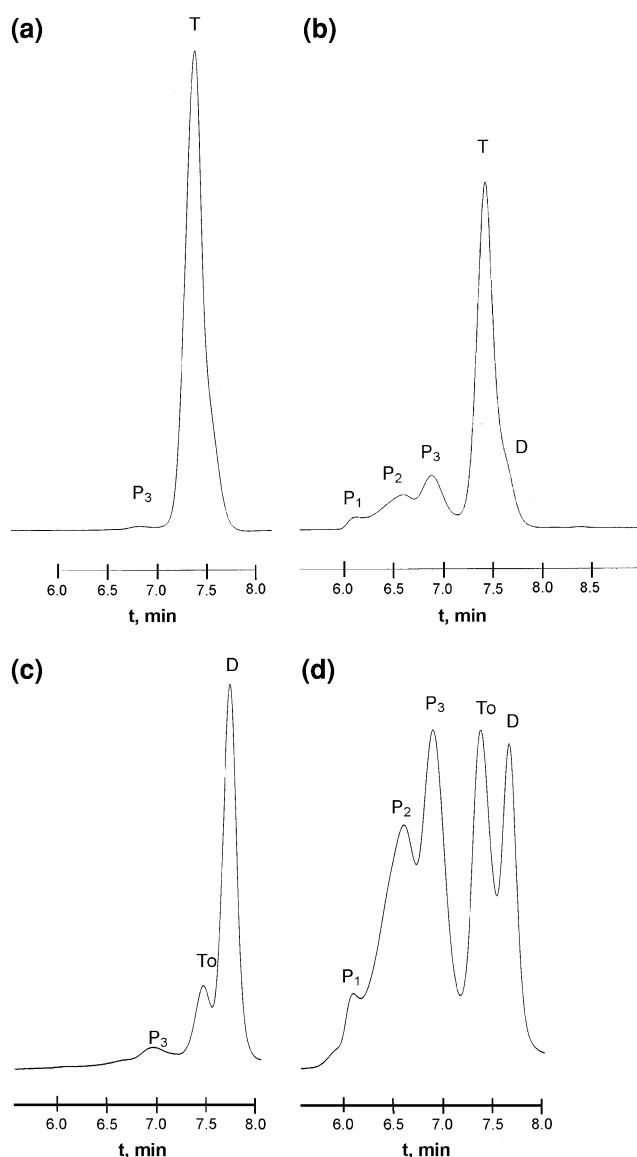 (a)
T
P3
6.0 6.5 7.0 7.5 8.0
t, min
(b)
T
P1 P2 P3 D
6.0 6.5 7.0 7.5 8.0 8.5
t, min
(c)
D
To
P3
6.0 6.5 7.0 7.5 8.0
t, min
(d)
P3 To D
P2
P1
6.0 6.5 7.0 7.5 8.0
t, min